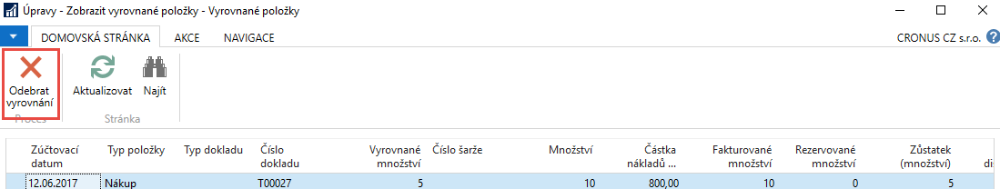 Úpravy - Zobrazit vyrovnané položky - Vyrovnané položky
DOMOVSKÁ STRÁNKA AKCE NAVIGACE CRONUS CZ s.r.o. ?
Odebrat vyrovnání
Aktualizovat
Najít
Proces
Stránka
Zúčtovací datum
Typ položky
Typ dokladu
Číslo dokladu
Vyrovnané množství
Číslo šarže
Množství
Částka nákladů ...
Fakturované množství
Rezervované množství
Zůstatek (množství)
di
12.06.2017 Nákup T00027 5 10 800,00 10 0 5